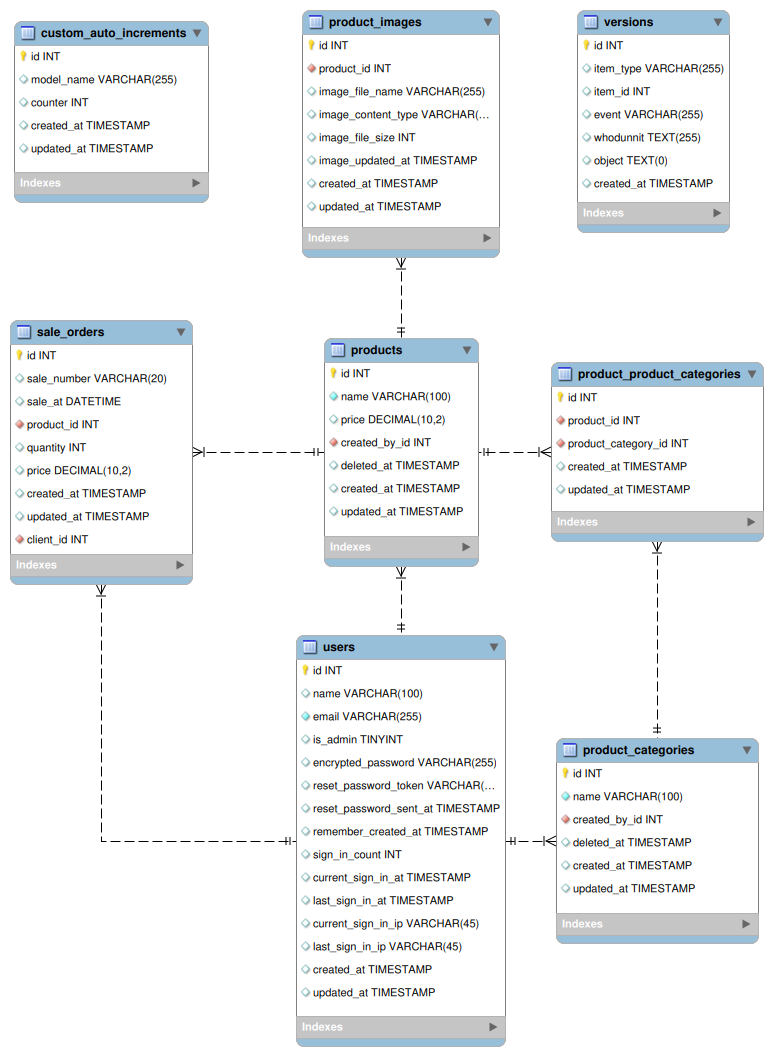 custom_auto_increments
id INT
model_name VARCHAR(255)
counter INT
created_at TIMESTAMP
updated_at TIMESTAMP
Indexes
product_images
id INT
product_id INT
image_file_name VARCHAR(255)
image_content_type VARCHAR(...
image_file_size INT
image_updated_at TIMESTAMP
created_at TIMESTAMP
updated_at TIMESTAMP
Indexes
versions
id INT
item_type VARCHAR(255)
item_id INT
event VARCHAR(255)
whodunnit TEXT(255)
object TEXT(0)
created_at TIMESTAMP
Indexes
sale_orders
id INT
sale_number VARCHAR(20)
sale_at DATETIME
product_id INT
quantity INT
price DECIMAL(10,2)
created_at TIMESTAMP
updated_at TIMESTAMP
client_id INT
Indexes
products
id INT
name VARCHAR(100)
price DECIMAL(10,2)
created_by_id INT
deleted_at TIMESTAMP
created_at TIMESTAMP
updated_at TIMESTAMP
Indexes
product_product_categories
id INT
product_id INT
product_category_id INT
created_at TIMESTAMP
updated_at TIMESTAMP
Indexes
users
id INT
name VARCHAR(100)
email VARCHAR(255)
is_admin TINYINT
encrypted_password VARCHAR(255)
reset_password_token VARCHAR(...
reset_password_sent_at TIMESTAMP
remember_created_at TIMESTAMP
sign_in_count INT
current_sign_in_at TIMESTAMP
last_sign_in_at TIMESTAMP
current_sign_in_ip VARCHAR(45)
last_sign_in_ip VARCHAR(45)
created_at TIMESTAMP
updated_at TIMESTAMP
Indexes
product_categories
id INT
name VARCHAR(100)
created_by_id INT
deleted_at TIMESTAMP
created_at TIMESTAMP
updated_at TIMESTAMP
Indexes